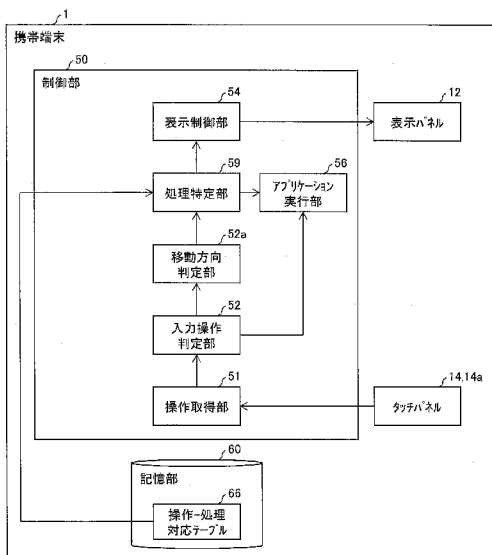 1
携帯端末
50
制御部
54
表示制御部
12
表示パネル
59
処理特定部
56
アプリケーション
実行部
52a
移動方向
判定部
52
入力操作
判定部
51
操作取得部
14,14a
タッチパネル
60
記憶部
66
操作-処理
対応テーブル